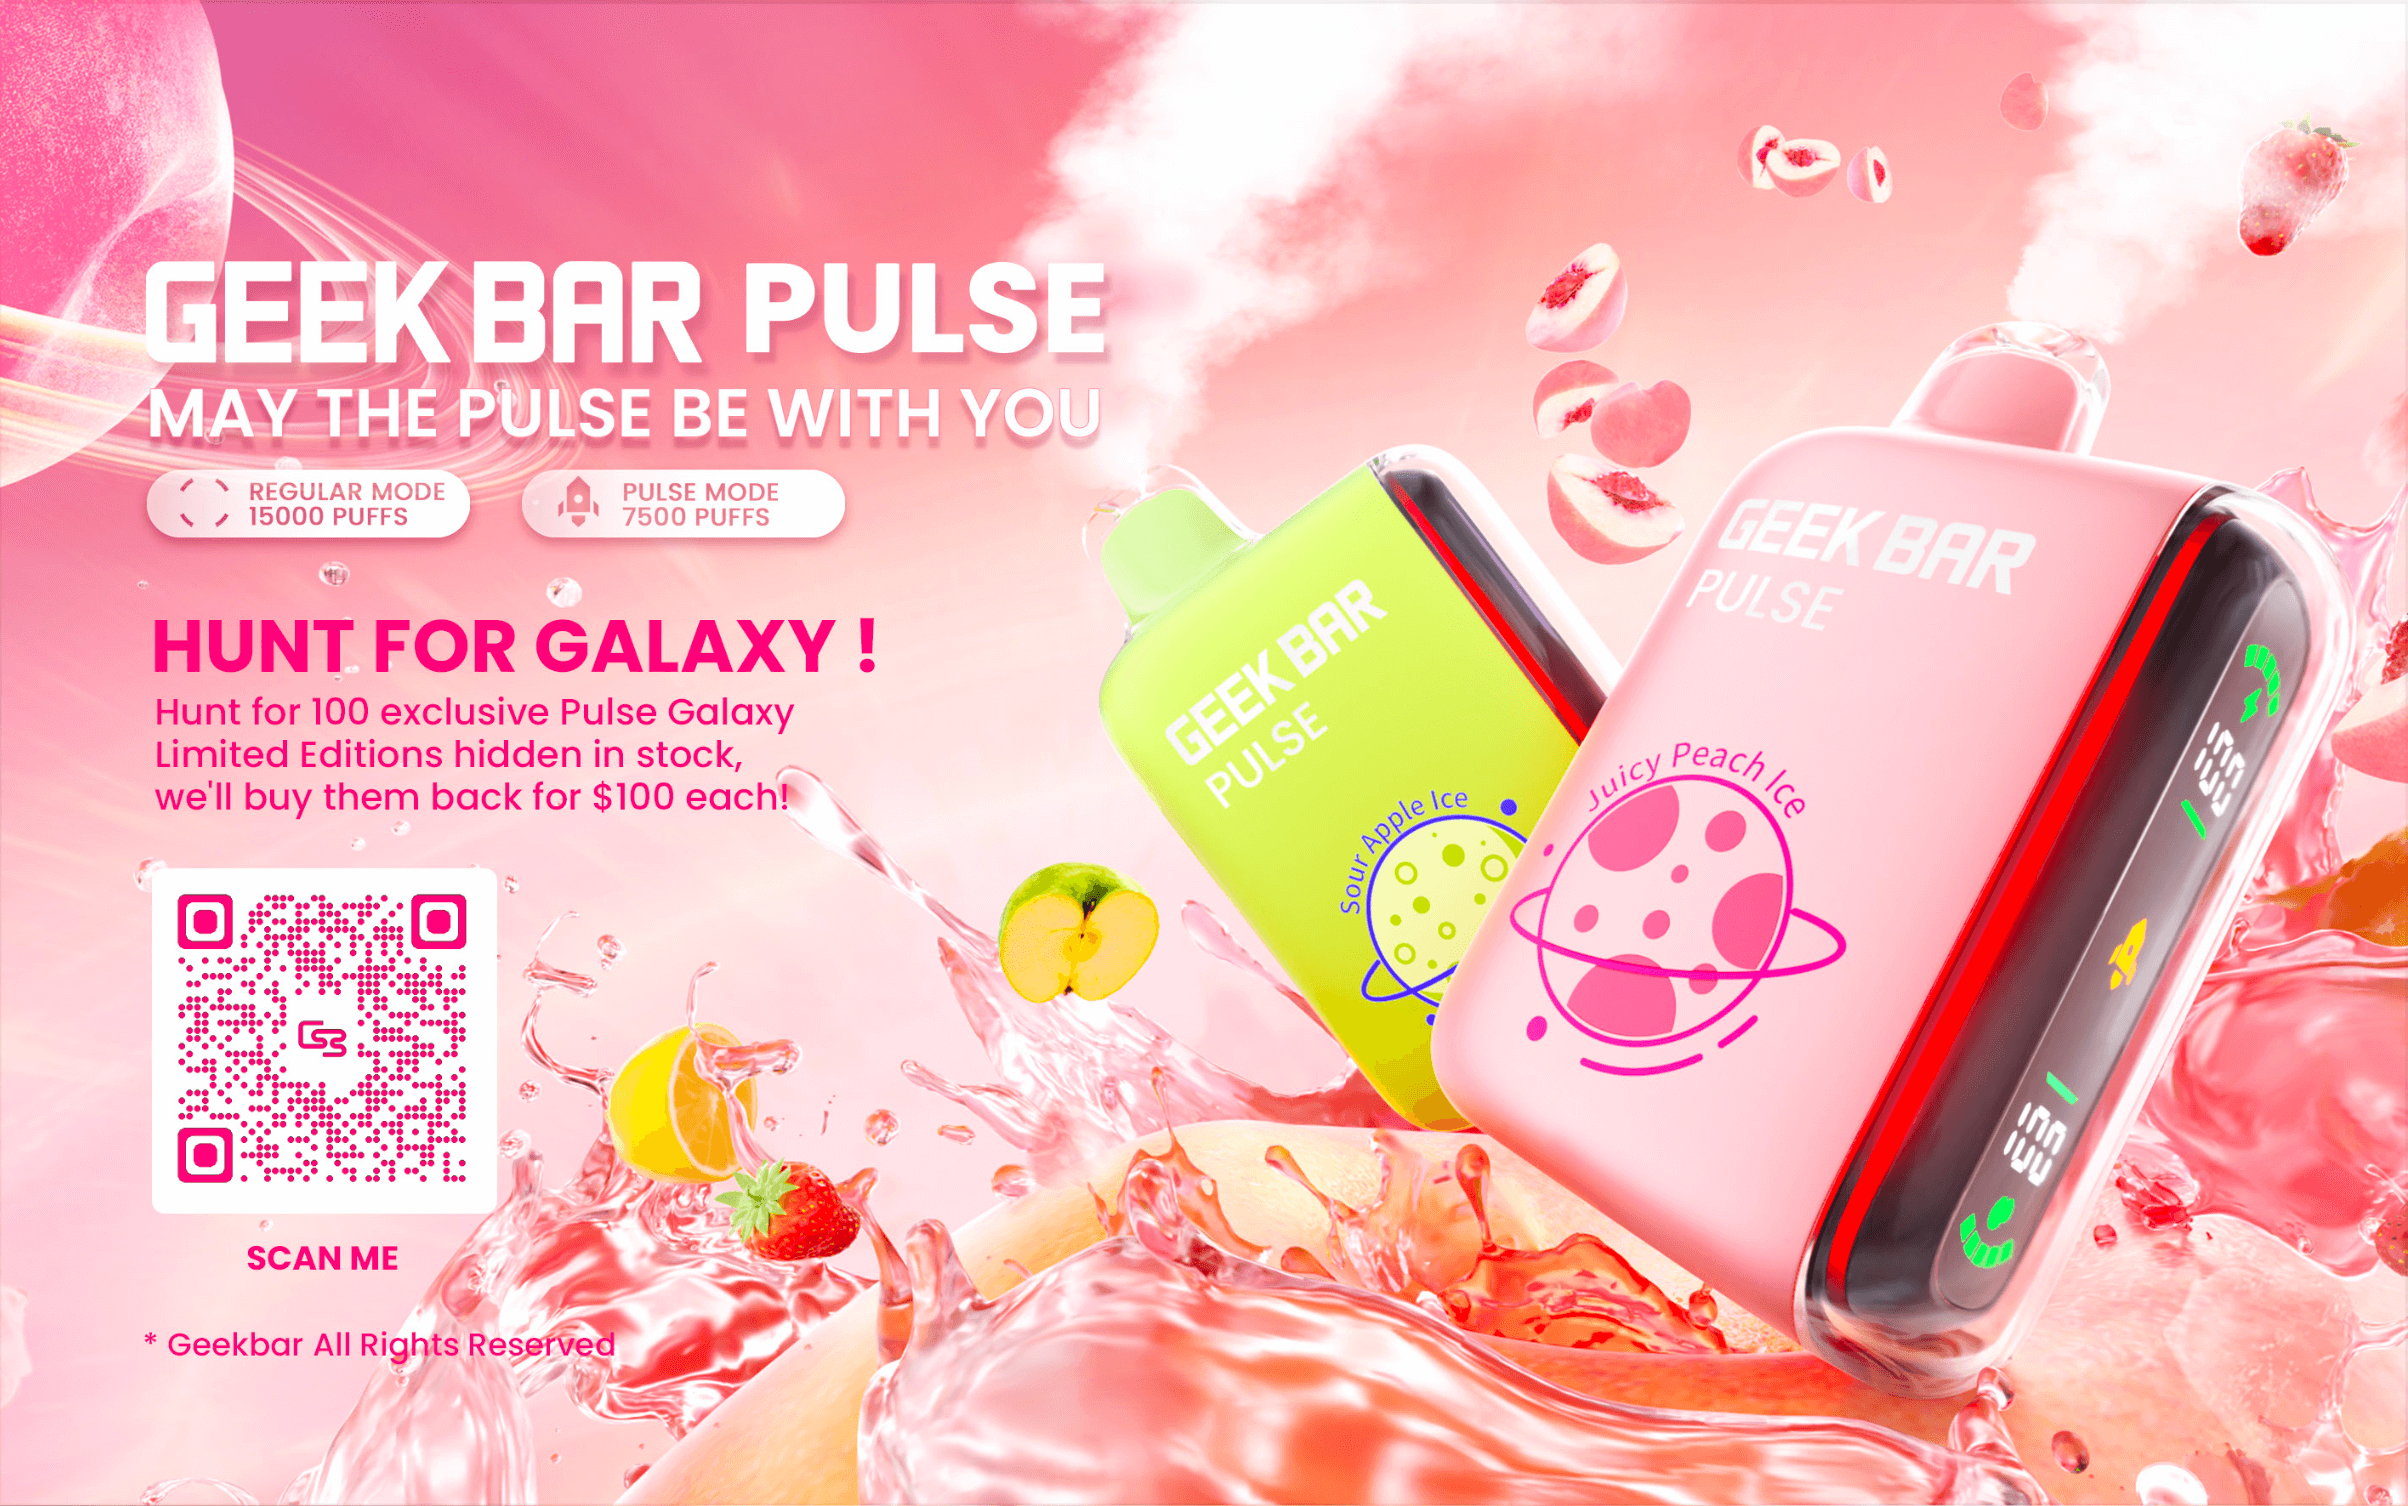 GEEK BAR PULSE
MAY THE PULSE BE WITH YOU
REGULAR MODE
15000 PUFFS
PULSE MODE
7500 PUFFS
HUNT FOR GALAXY !
Hunt for 100 exclusive Pulse Galaxy
Limited Editions hidden in stock,
we'll buy them back for $100 each!
SCAN ME
* Geekbar All Rights Reserved
GEEK BAR
PULSE
Sour Apple Ice
GEEK BAR
PULSE
Juicy Peach Ice
100
100